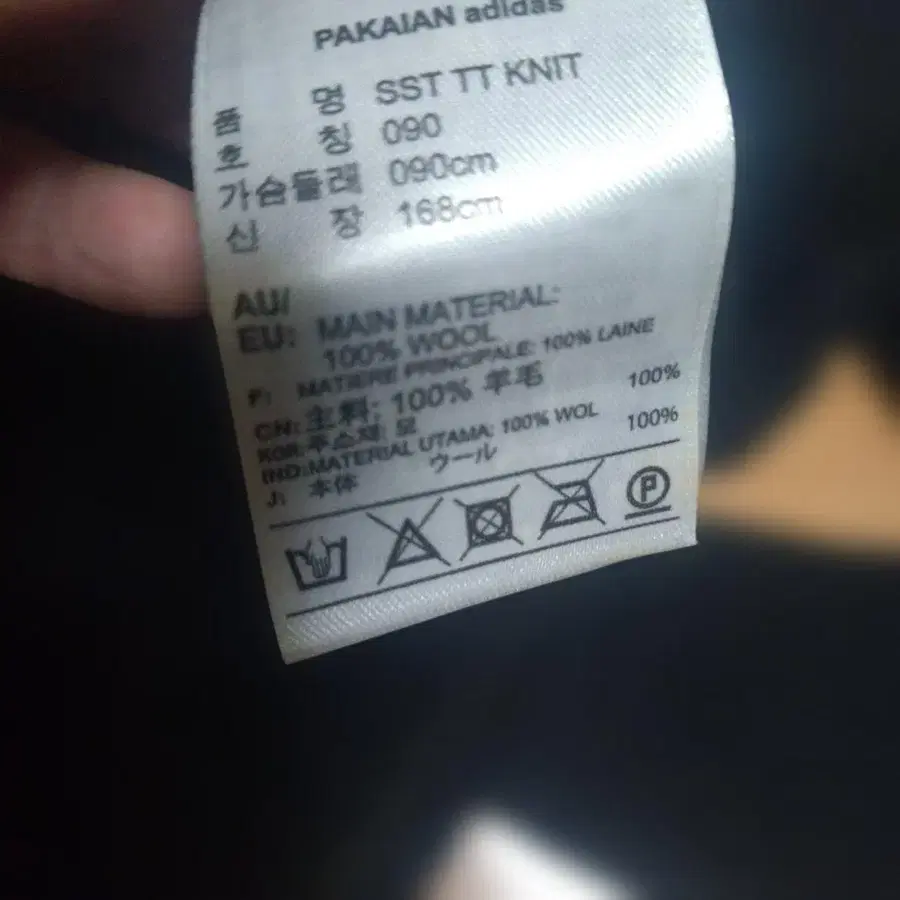 PAKAIAN adidas
품 명 SST TT KNIT
호 칭 090
가슴둘레 090cm
신 장 168cm
AU/
EU: MAIN MATERIAL:
100% WOOL
F: MATIERE PRINCIPALE: 100% LAINE
CN: 主料: 100% 羊毛
KOR: 주소재: 모 100%
IND: MATERIAL UTAMA: 100% WOL
J: 本体 ウール 100%
P